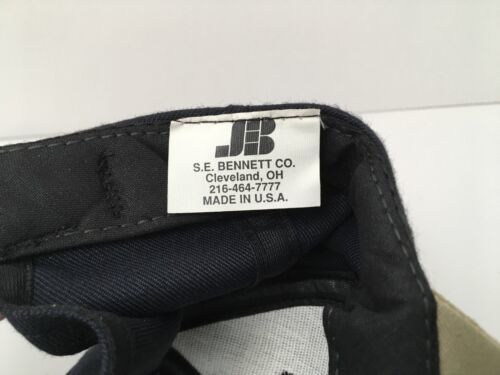 S.E. BENNETT CO.
Cleveland, OH
216-464-7777
MADE IN U.S.A.